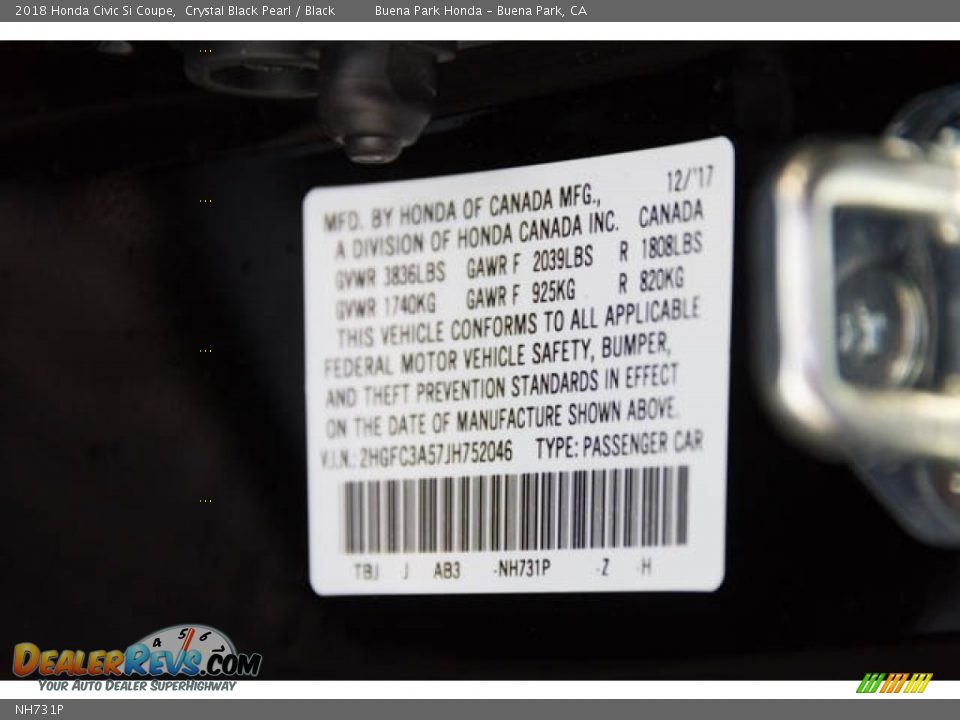 2018 Honda Civic Si Coupe, Crystal Black Pearl / Black Buena Park Honda – Buena Park, CA
12/'17
MFD. BY HONDA OF CANADA MFG.,
A DIVISION OF HONDA CANADA INC. CANADA
GVWR 3836LBS GAWR F 2039LBS R 1808LBS
GVWR 1740KG GAWR F 925KG R 820KG
THIS VEHICLE CONFORMS TO ALL APPLICABLE
FEDERAL MOTOR VEHICLE SAFETY, BUMPER,
AND THEFT PREVENTION STANDARDS IN EFFECT
ON THE DATE OF MANUFACTURE SHOWN ABOVE.
V.I.N.: 2HGFC3A57JH752046 TYPE: PASSENGER CAR
TBJ J AB3 -NH731P -Z -H
4 5 6
DEALERREVS.COM
YOUR AUTO DEALER SUPERHIGHWAY
NH731P